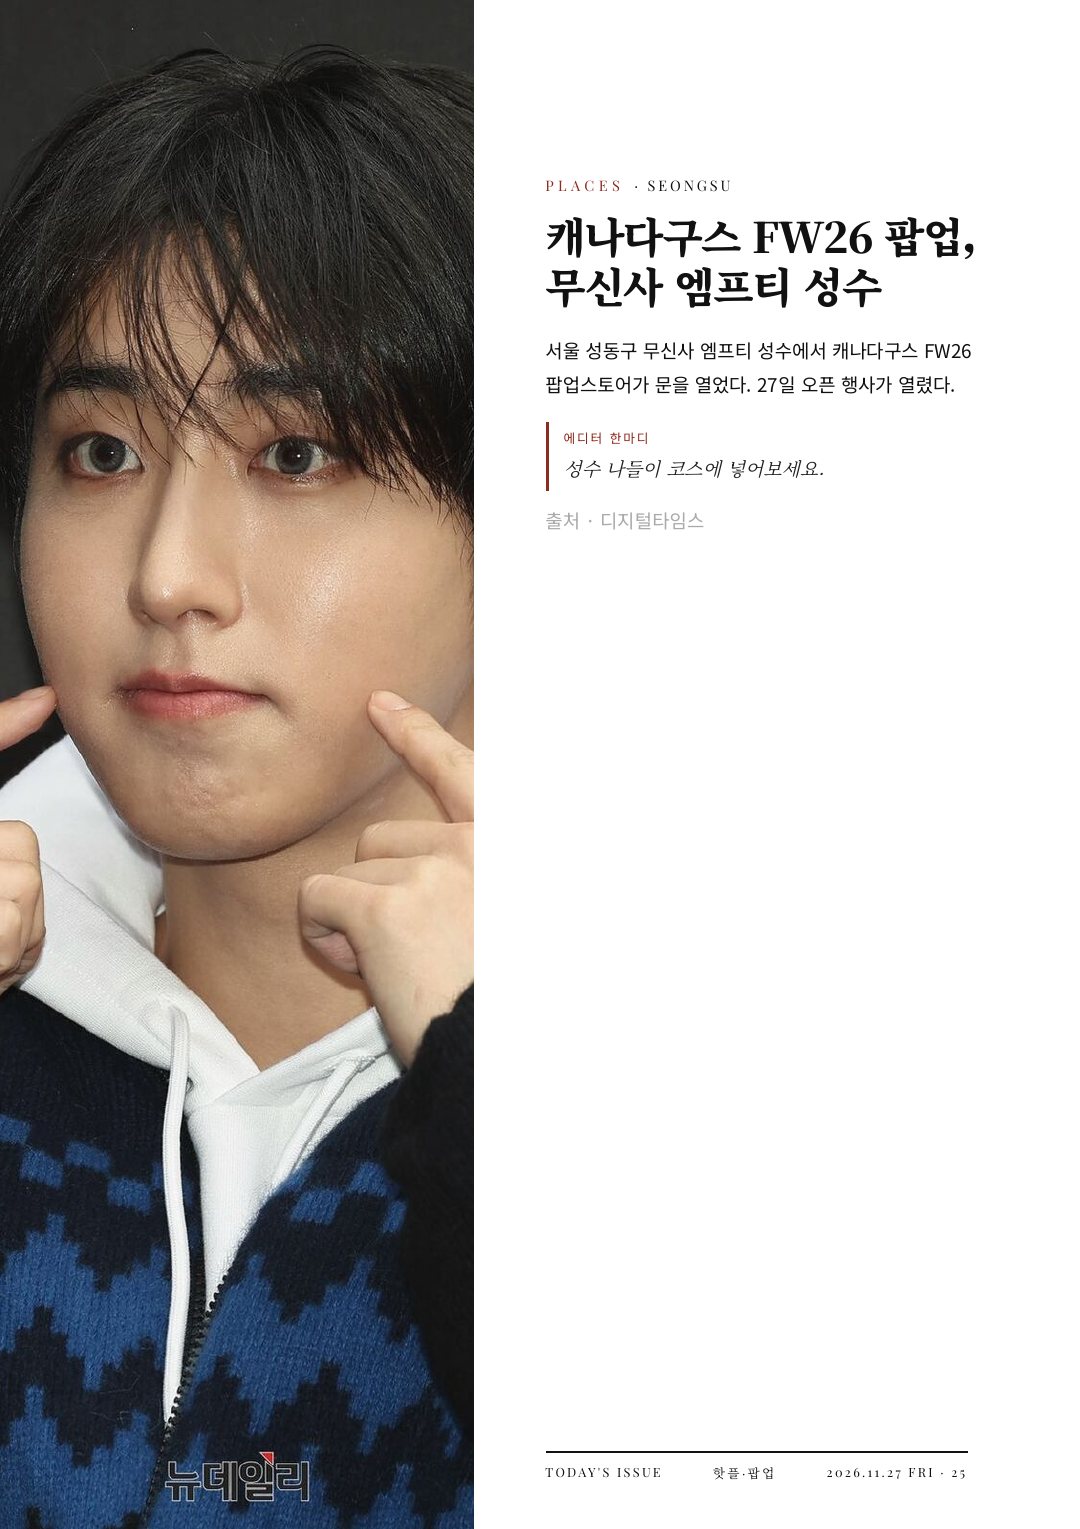 PLACES · SEONGSU
캐나다구스 FW26 팝업,
무신사 엠프티 성수
서울 성동구 무신사 엠프티 성수에서 캐나다구스 FW26
팝업스토어가 문을 열었다. 27일 오픈 행사가 열렸다.
에디터 한마디
성수 나들이 코스에 넣어보세요.
출처 · 디지털타임스
뉴데일리
TODAY'S ISSUE 핫플·팝업 2026.11.27 FRI · 25